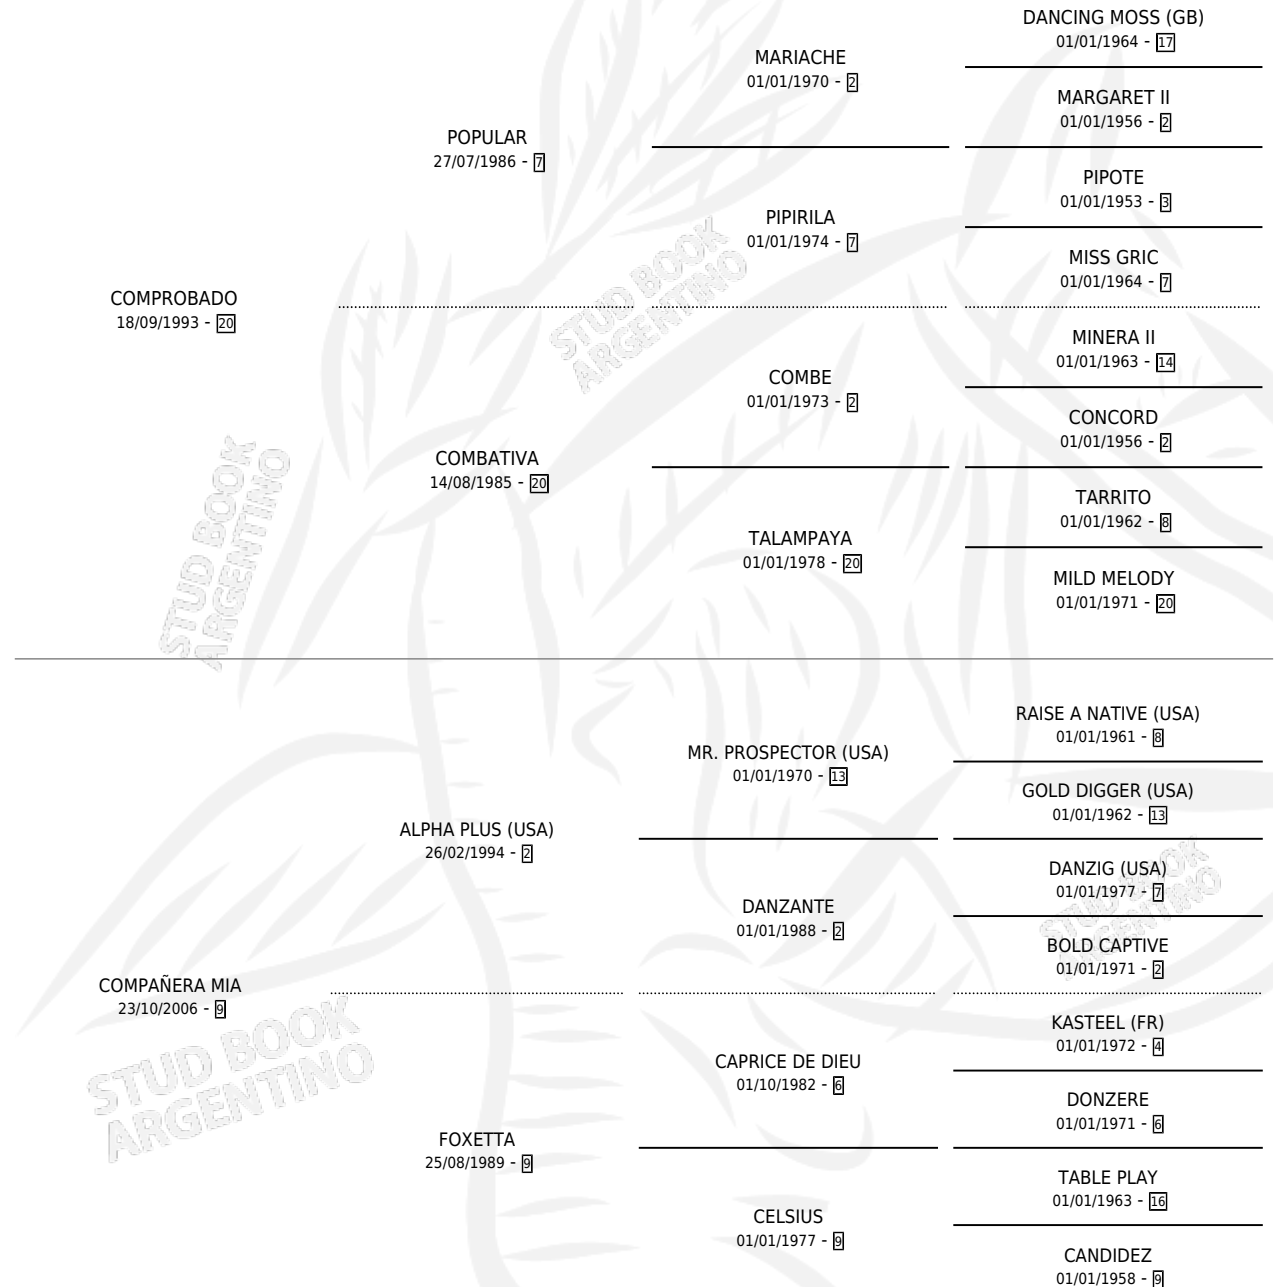 DANCING MOSS (GB)
01/01/1964 - 17
MARIACHE
01/01/1970 - 2
MARGARET II
01/01/1956 - 2
POPULAR
27/07/1986 - 7
PIPOTE
01/01/1953 - 3
PIPIRILA
01/01/1974 - 7
MISS GRIC
01/01/1964 - 7
COMPROBADO
18/09/1993 - 20
MINERA II
01/01/1963 - 14
COMBE
01/01/1973 - 2
CONCORD
01/01/1956 - 2
COMBATIVA
14/08/1985 - 20
TARRITO
01/01/1962 - 8
TALAMPAYA
01/01/1978 - 20
MILD MELODY
01/01/1971 - 20
RAISE A NATIVE (USA)
01/01/1961 - 8
MR. PROSPECTOR (USA)
01/01/1970 - 13
GOLD DIGGER (USA)
01/01/1962 - 13
ALPHA PLUS (USA)
26/02/1994 - 2
DANZIG (USA)
01/01/1977 - 7
DANZANTE
01/01/1988 - 2
BOLD CAPTIVE
01/01/1971 - 2
COMPAÑERA MIA
23/10/2006 - 9
KASTEEL (FR)
01/01/1972 - 4
CAPRICE DE DIEU
01/10/1982 - 6
DONZERE
01/01/1971 - 6
FOXETTA
25/08/1989 - 9
TABLE PLAY
01/01/1963 - 16
CELSIUS
01/01/1977 - 9
CANDIDEZ
01/01/1958 - 9
STUD BOOK
ARGENTINO
STUD BOOK
ARGENTINO
STUD BOOK
ARGENTINO
STUD BOOK
ARGENTINO